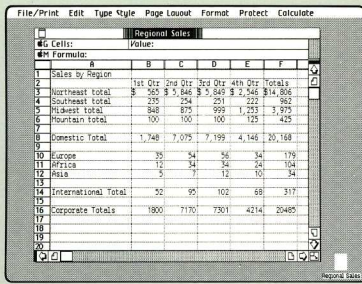 File/Print Edit Type Style Page Layout Format Protect Calculate
Regional Sales
G Cells: Value:
M Formula:
A B C D E F
1 Sales by Region
2 1st Qtr 2nd Qtr 3rd Qtr 4th Qtr Totals
3 Northeast total $ 565 $ 5,846 $ 5,849 $ 2,546 $14,806
4 Southeast total 235 254 251 222 962
5 Midwest total 848 875 999 1,253 3,975
6 Mountain total 100 100 100 125 425
7
8 Domestic Total 1,748 7,075 7,199 4,146 20,168
9
10 Europe 35 54 56 34 179
11 Africa 12 34 34 24 104
12 Asia 5 7 12 10 34
13
14 International Total 52 95 102 68 317
15
16 Corporate Totals 1800 7170 7301 4214 20485
17
18
19
20
Regional Sales